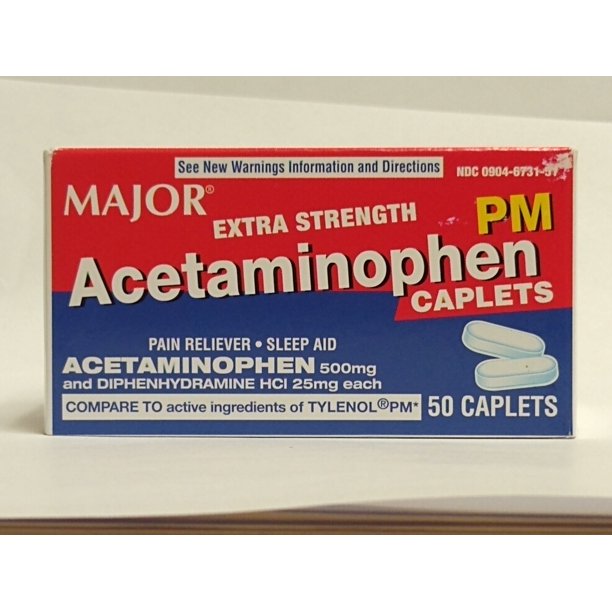 See New Warnings Information and Directions
NDC 0904-6731-51
MAJOR®
EXTRA STRENGTH
PM
Acetaminophen
CAPLETS
PAIN RELIEVER • SLEEP AID
ACETAMINOPHEN 500mg
and DIPHENHYDRAMINE HCl 25mg each
COMPARE TO active ingredients of TYLENOL®PM*
50 CAPLETS